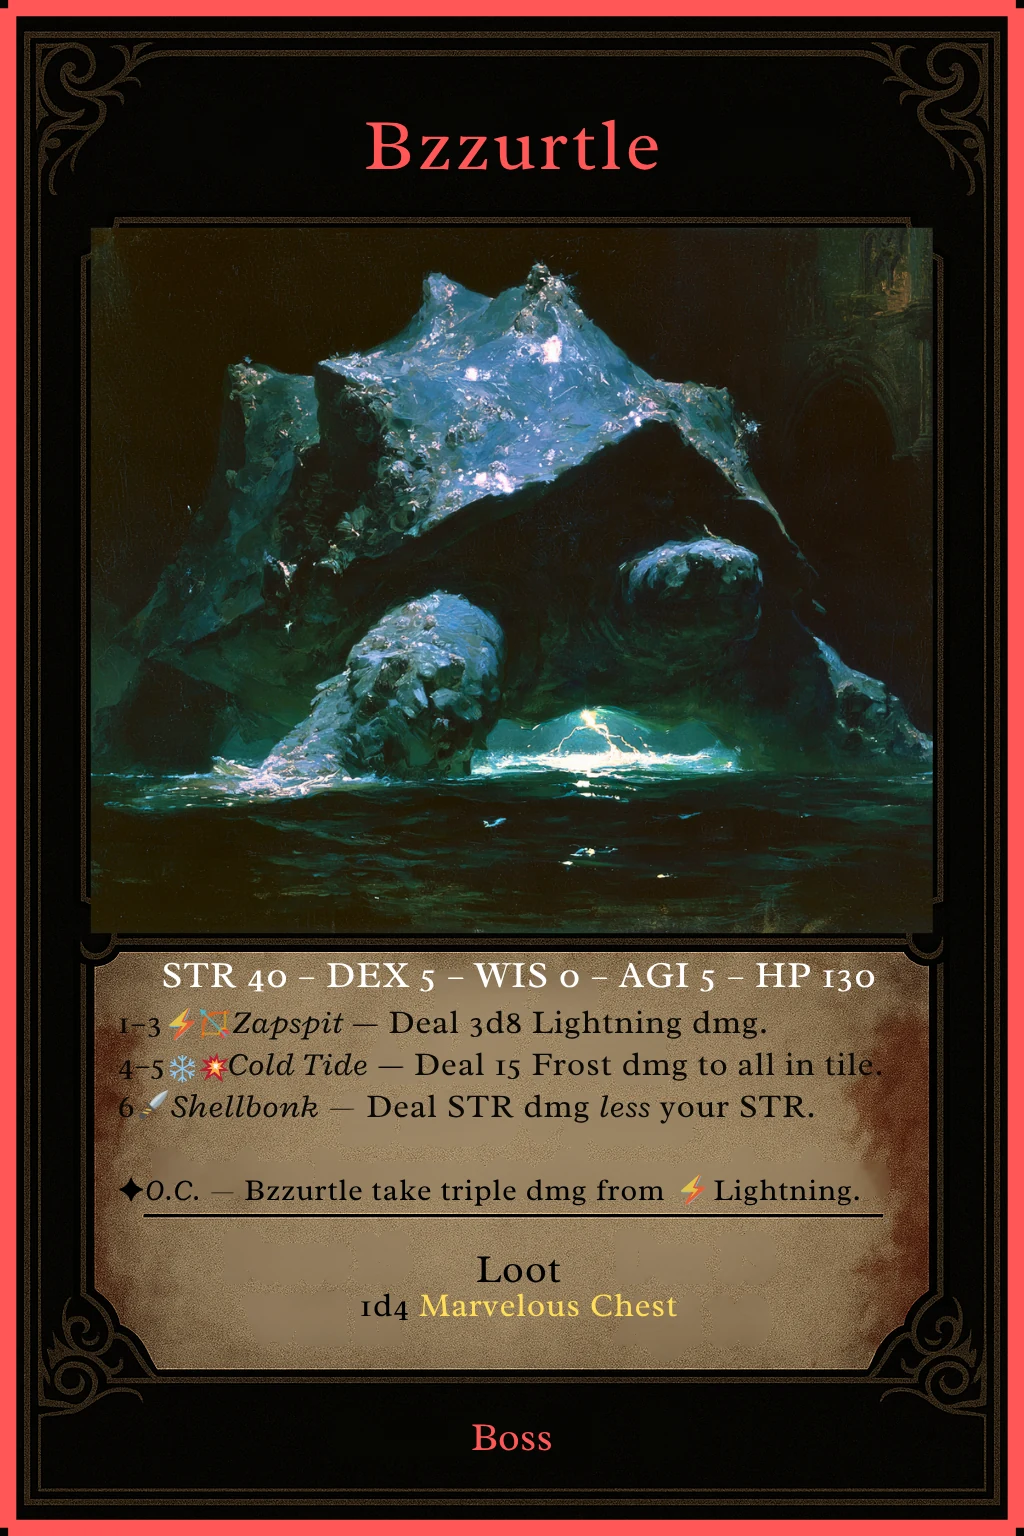 Bzzurtle
STR 40 – DEX 5 – WIS 0 – AGI 5 – HP 130
1–3 ⚡🏹 Zapspit — Deal 3d8 Lightning dmg.
4–5 ❄️💥 Cold Tide — Deal 15 Frost dmg to all in tile.
6 🗡️ Shellbonk — Deal STR dmg less your STR.
✦ O.C. — Bzzurtle take triple dmg from ⚡ Lightning.
Loot
1d4 Marvelous Chest
Boss